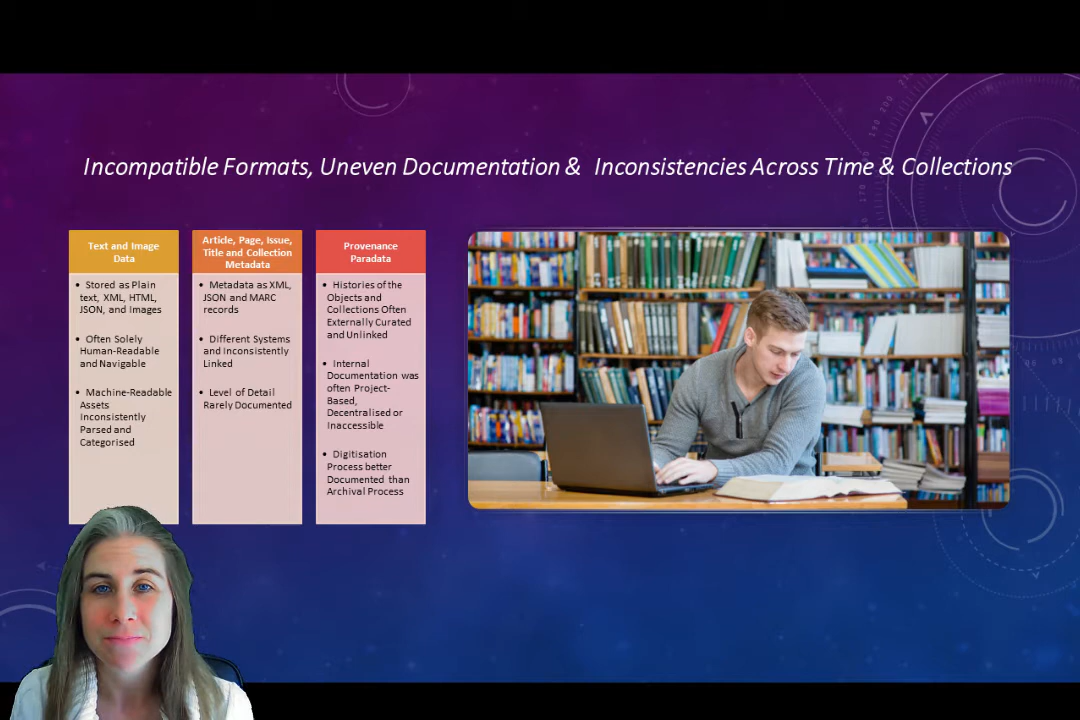 Incompatible Formats, Uneven Documentation & Inconsistencies Across Time & Collections
Text and Image
Data
• Stored as Plain
text, XML, HTML,
JSON, and Images
• Often Solely
Human-Readable
and Navigable
• Machine-Readable
Assets
Inconsistently
Parsed and
Categorised
Article, Page, Issue,
Title and Collection
Metadata
• Metadata as XML,
JSON and MARC
records
• Different Systems
and Inconsistently
Linked
• Level of Detail
Rarely Documented
Provenance
Paradata
• Histories of the
Objects and
Collections Often
Externally Curated
and Unlinked
• Internal
Documentation was
often Project-
Based,
Decentralised or
Inaccessible
• Digitisation
Process better
Documented than
Archival Process
200
190
170